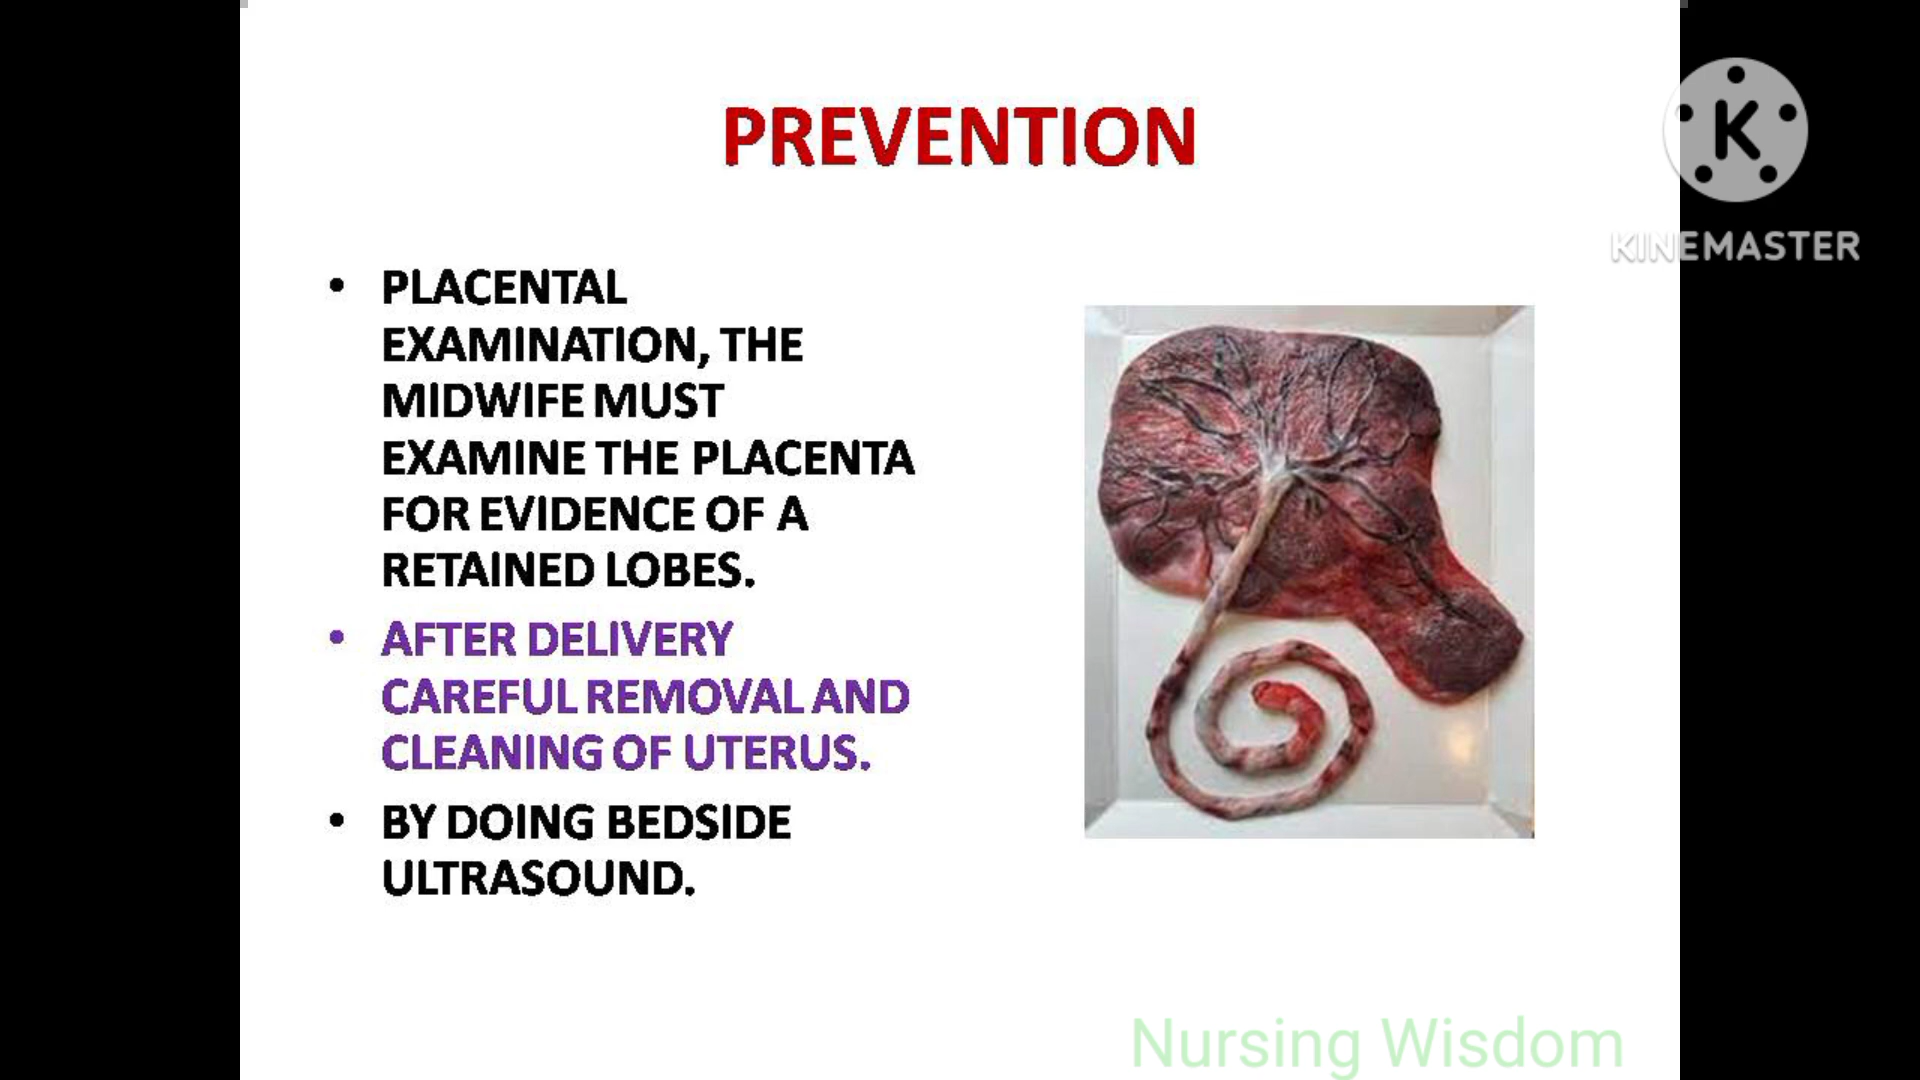 PREVENTION
• PLACENTAL
EXAMINATION, THE
MIDWIFE MUST
EXAMINE THE PLACENTA
FOR EVIDENCE OF A
RETAINED LOBES.
• AFTER DELIVERY
CAREFUL REMOVAL AND
CLEANING OF UTERUS.
• BY DOING BEDSIDE
ULTRASOUND.
K
KINEMASTER
Nursing Wisdom